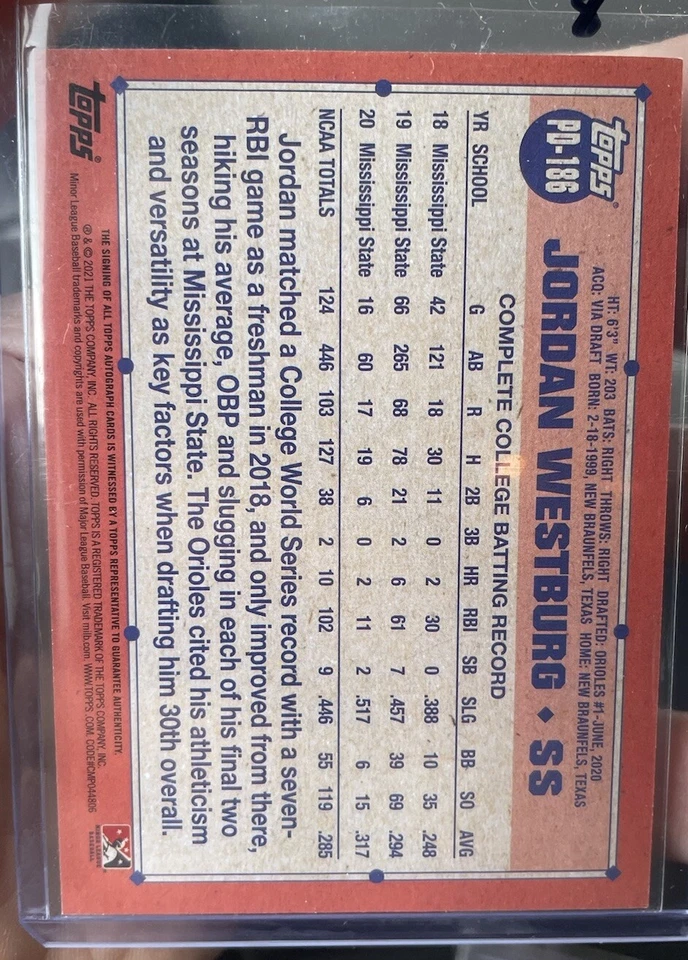 topps®
PD-186
HT: 6'3" WT: 203 BATS: RIGHT THROWS: RIGHT DRAFTED: ORIOLES #1-JUNE, 2020
ACQ: VIA DRAFT BORN: 2-18-1999, NEW BRAUNFELS, TEXAS HOME: NEW BRAUNFELS, TEXAS
JORDAN WESTBURG ♦ SS
COMPLETE COLLEGE BATTING RECORD
YR SCHOOL G AB R H 2B 3B HR RBI SB SLG BB SO AVG
18 Mississippi State 42 121 18 30 11 0 2 30 0 .388 10 35 .248
19 Mississippi State 66 265 68 78 21 2 6 61 7 .457 39 69 .294
20 Mississippi State 16 60 17 19 6 0 2 11 2 .517 6 15 .317
NCAA TOTALS 124 446 103 127 38 2 10 102 9 .446 55 119 .285
Jordan matched a College World Series record with a seven-
RBI game as a freshman in 2018, and only improved from there,
hiking his average, OBP and slugging in each of his final two
seasons at Mississippi State. The Orioles cited his athleticism
and versatility as key factors when drafting him 30th overall.
topps®
THE SIGNING OF ALL TOPPS AUTOGRAPH CARDS IS WITNESSED BY A TOPPS REPRESENTATIVE TO GUARANTEE AUTHENTICITY.
® & © 2021 THE TOPPS COMPANY, INC. ALL RIGHTS RESERVED. TOPPS IS A REGISTERED TRADEMARK OF THE TOPPS COMPANY, INC.
Minor League Baseball trademarks and copyrights are used with permission of Major League Baseball. Visit milb.com. WWW.TOPPS.COM. CODE#CMP044806
MINOR LEAGUE
BASEBALL